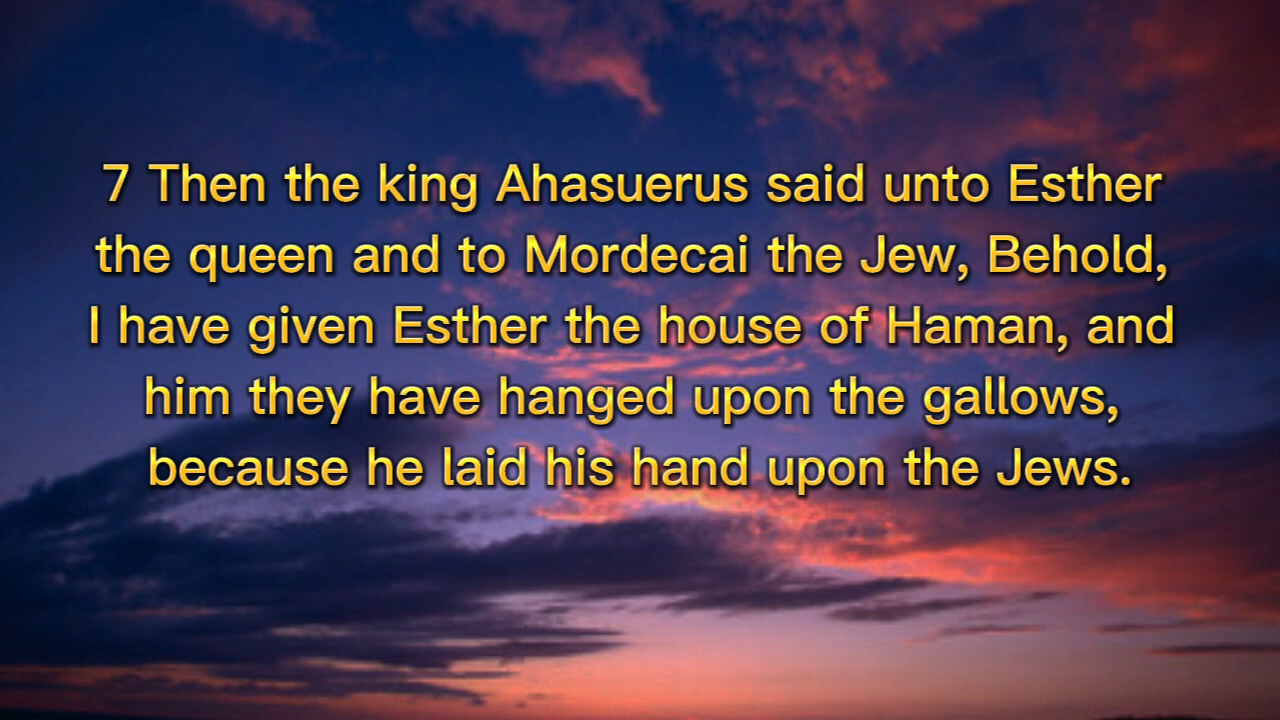 7 Then the king Ahasuerus said unto Esther
the queen and to Mordecai the Jew, Behold,
I have given Esther the house of Haman, and
him they have hanged upon the gallows,
because he laid his hand upon the Jews.